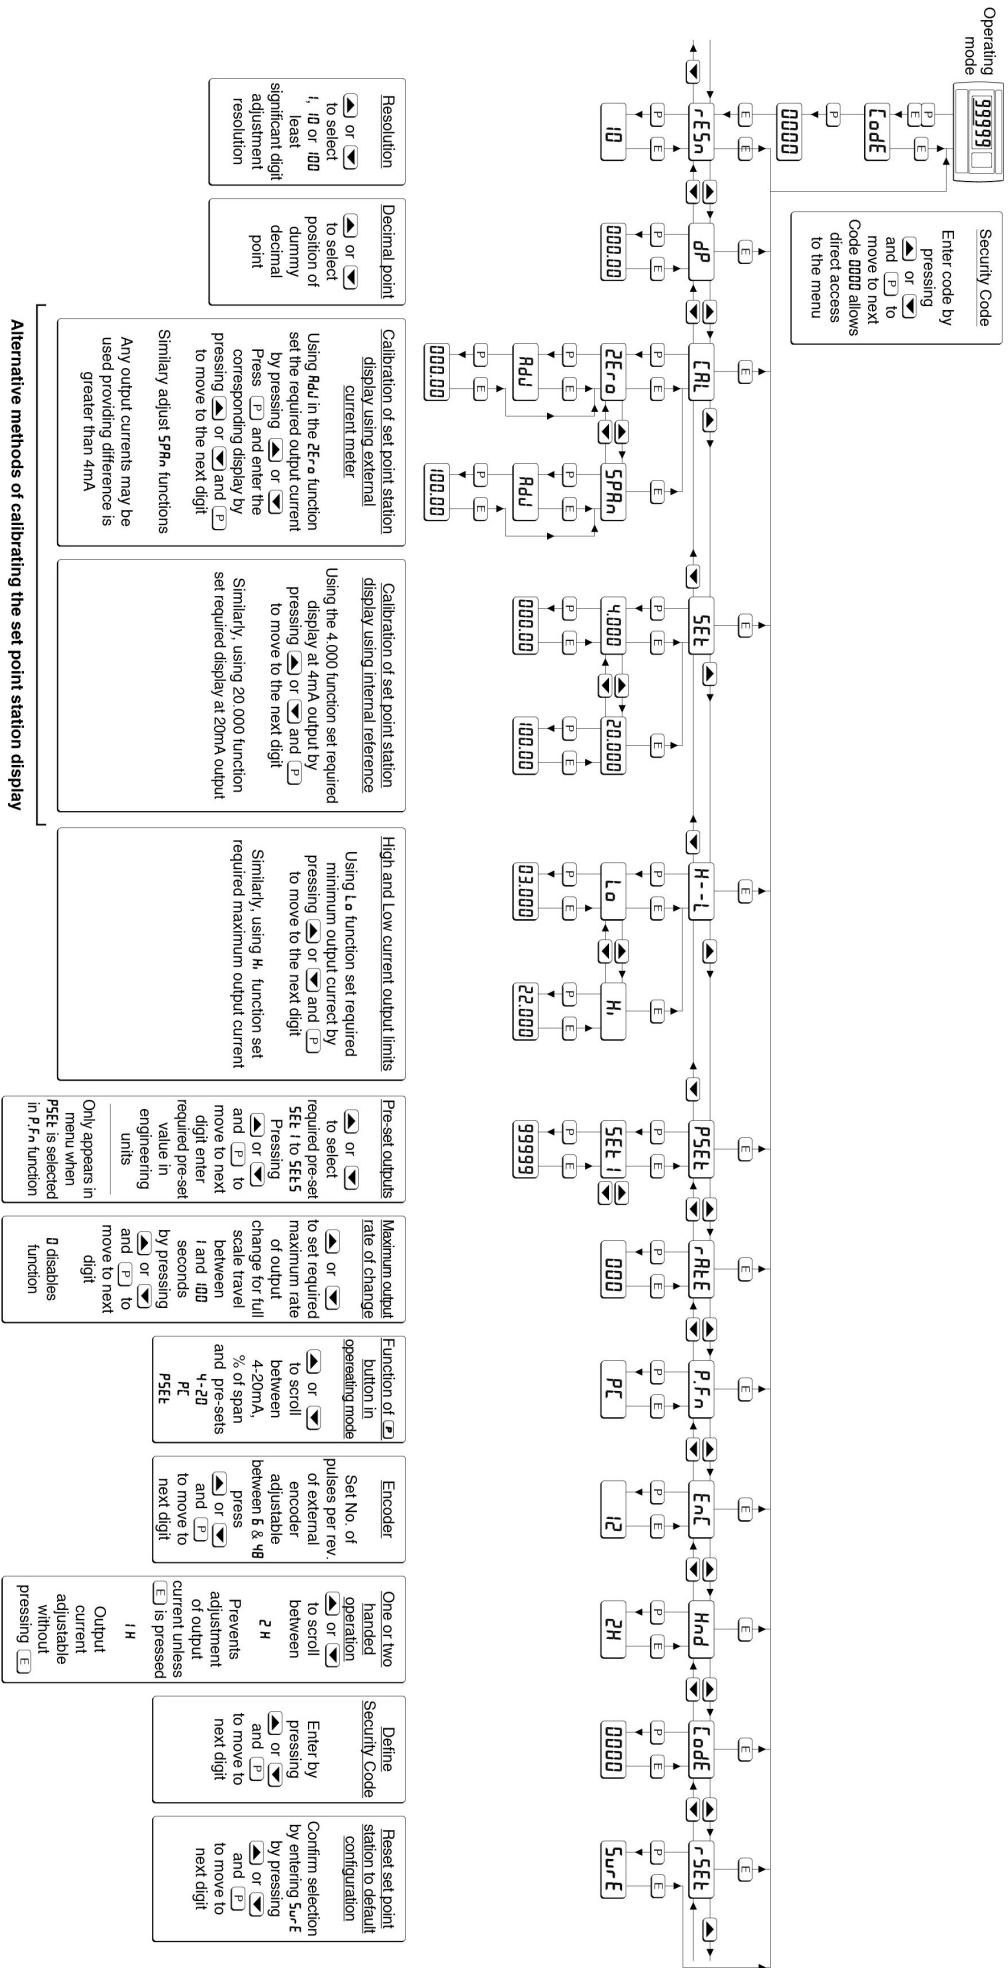 Operating
mode
99999
P
E
E
CodE
P
0000
E
E
Security Code
Enter code by
pressing
or
and P to
move to next
Code 0000 allows
direct access
to the menu
rESn
P
E
10
E
dP
P
E
000.00
E
CAL
P
E
2Ero
P
E
AdJ
P
E
000.00
E
SPAn
P
E
AdJ
P
E
100.00
E
SEt
P
E
4.000
P
E
000.00
E
20.000
P
E
100.00
E
H--L
P
E
Lo
P
E
03.000
E
Hi
P
E
22.000
E
PSEt
P
E
SEt 1
P
E
99999
E
rAtE
P
E
000
E
P.Fn
P
E
PC
E
EnC
P
E
12
E
Hnd
P
E
2H
E
CodE
P
E
0000
E
rSEt
P
E
SurE
Resolution
or
to select
1, 10 or 100
least
significant digit
adjustment
resolution
Decimal point
or
to select
position of
dummy
decimal
point
Calibration of set point station
display using external
current meter
Using AdJ in the 2Ero function
set the required output current
by pressing or
Press P and enter the
corresponding display by
pressing or and P
to move to the next digit
Similary adjust SPAn functions
Any output currents may be
used providing difference is
greater than 4mA
Calibration of set point station
display using internal reference
Using the 4.000 function set required
display at 4mA output by
pressing or and P
to move to the next digit
Similarly, using 20.000 function
set required display at 20mA output
Alternative methods of calibrating the set point station display
High and Low current output limits
Using Lo function set required
minimum output currect by
pressing or and P
to move to the next digit
Similarly, using Hi function set
required maximum output current
Pre-set outputs
or
to select
required pre-set
SEt 1 to SEt5
Pressing
or
and P to
move to next
digit enter
required pre-set
value in
engineering
units
Only appears in
menu when
PSEt is selected
in P.Fn function
Maximum output
rate of change
or
to set required
maximum rate
of output
change for full
scale travel
between
1 and 100
seconds
by pressing
or
and P to
move to next
digit
0 disables
function
Function of P
button in
opereating mode
or
to scroll
between
4-20mA,
% of span
and pre-sets
4-20
PC
PSEt
Encoder
Set No. of
pulses per rev.
of external
encoder
adjustable
between 6 & 48
press
or
and P
to move to
next digit
One or two
handed
operation
or
to scroll
between
2 H
Prevents
adjustment
of output
current unless
E is pressed
1 H
Output
current
adjustable
without
pressing E
Define
Security Code
Enter by
pressing
or
and P
to move to
next digit
Reset set point
station to default
configuration
Confirm selection
by entering SurE
by pressing
or
and P
to move to
next digit